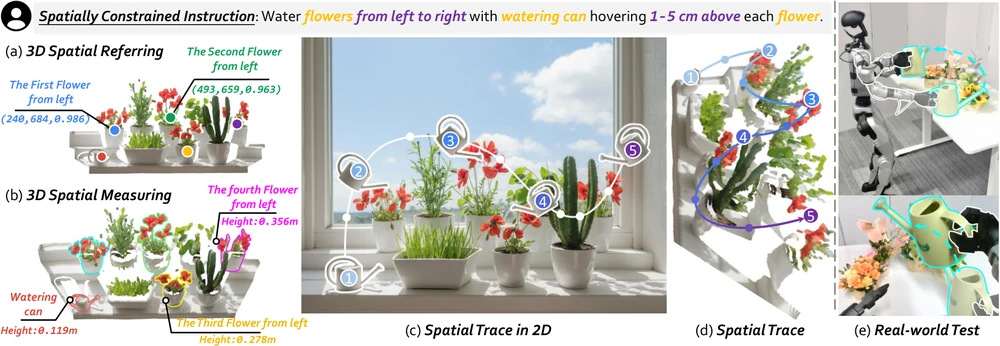 Spatially Constrained Instruction: Water flowers from left to right with watering can hovering 1-5 cm above each flower.
(a) 3D Spatial Referring
The Second Flower
from left
(493,659,0.963)
The First Flower
from left
(240,684,0.986)
(b) 3D Spatial Measuring
The fourth Flower
from left
Height:0.356m
Watering
can
Height:0.119m
The Third Flower from left
Height:0.278m
1
2
3
4
5
(c) Spatial Trace in 2D
1
2
3
4
5
(d) Spatial Trace
(e) Real-world Test